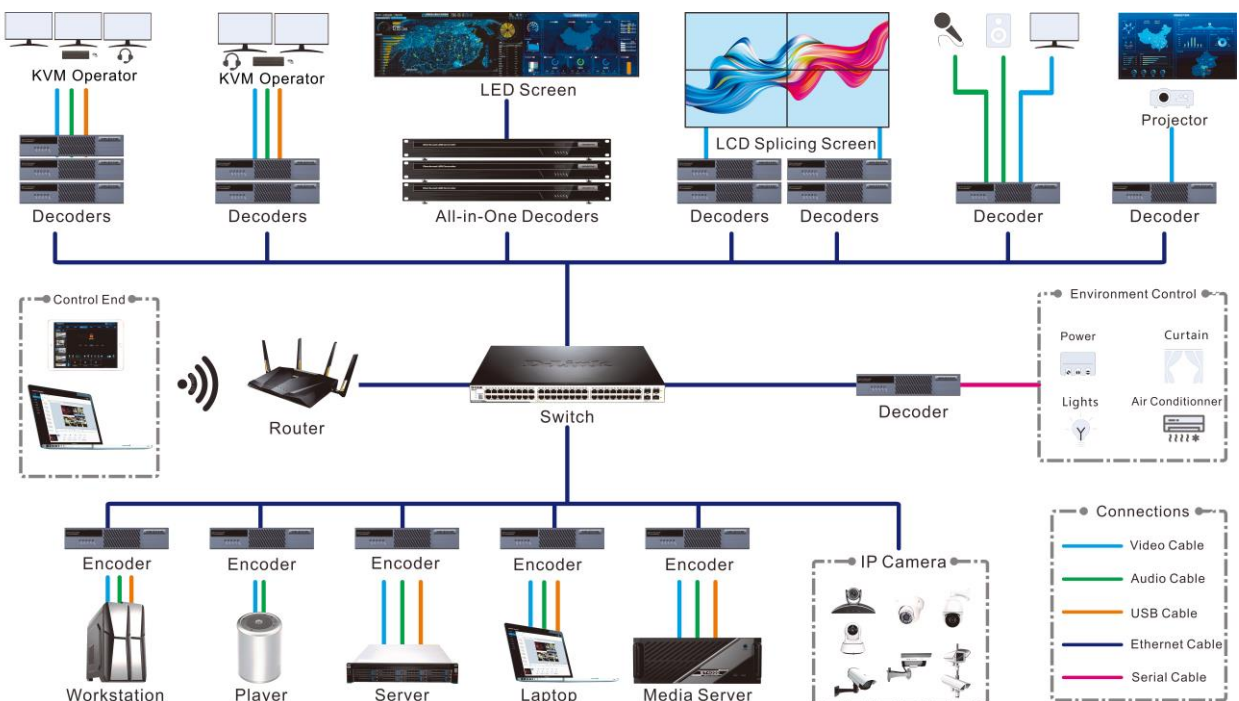 KVM Operator
KVM Operator
LED Screen
LCD Splicing Screen
Projector
Decoders
Decoders
All-in-One Decoders
Decoders
Decoders
Decoder
Decoder
Control End
Environment Control
Power
Curtain
Lights
Air Conditionner
Router
D-Link
Switch
Decoder
Encoder
Encoder
Encoder
Encoder
Encoder
IP Camera
Workstation
Player
Server
Laptop
Media Server
Connections
Video Cable
Audio Cable
USB Cable
Ethernet Cable
Serial Cable